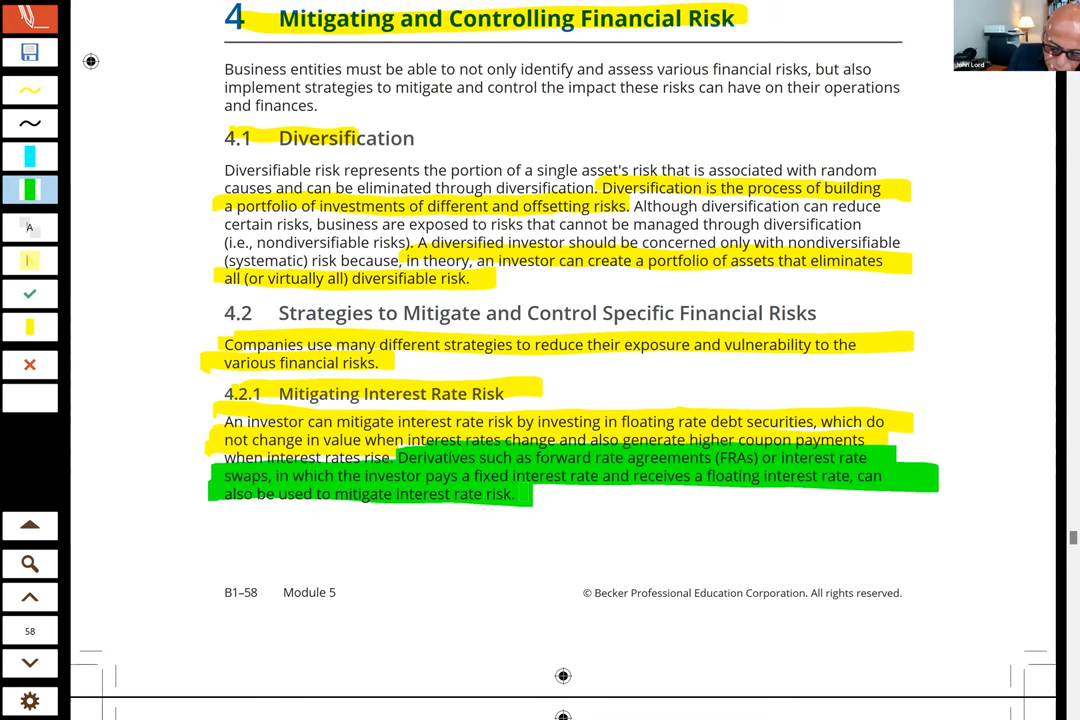 4 Mitigating and Controlling Financial Risk
John Lord
Business entities must be able to not only identify and assess various financial risks, but also
implement strategies to mitigate and control the impact these risks can have on their operations
and finances.
4.1 Diversification
Diversifiable risk represents the portion of a single asset's risk that is associated with random
causes and can be eliminated through diversification. Diversification is the process of building
a portfolio of investments of different and offsetting risks. Although diversification can reduce
certain risks, business are exposed to risks that cannot be managed through diversification
(i.e., nondiversifiable risks). A diversified investor should be concerned only with nondiversifiable
(systematic) risk because, in theory, an investor can create a portfolio of assets that eliminates
all (or virtually all) diversifiable risk.
4.2 Strategies to Mitigate and Control Specific Financial Risks
Companies use many different strategies to reduce their exposure and vulnerability to the
various financial risks.
4.2.1 Mitigating Interest Rate Risk
An investor can mitigate interest rate risk by investing in floating rate debt securities, which do
not change in value when interest rates change and also generate higher coupon payments
when interest rates rise. Derivatives such as forward rate agreements (FRAs) or interest rate
swaps, in which the investor pays a fixed interest rate and receives a floating interest rate, can
also be used to mitigate interest rate risk.
B1–58 Module 5 © Becker Professional Education Corporation. All rights reserved.
58